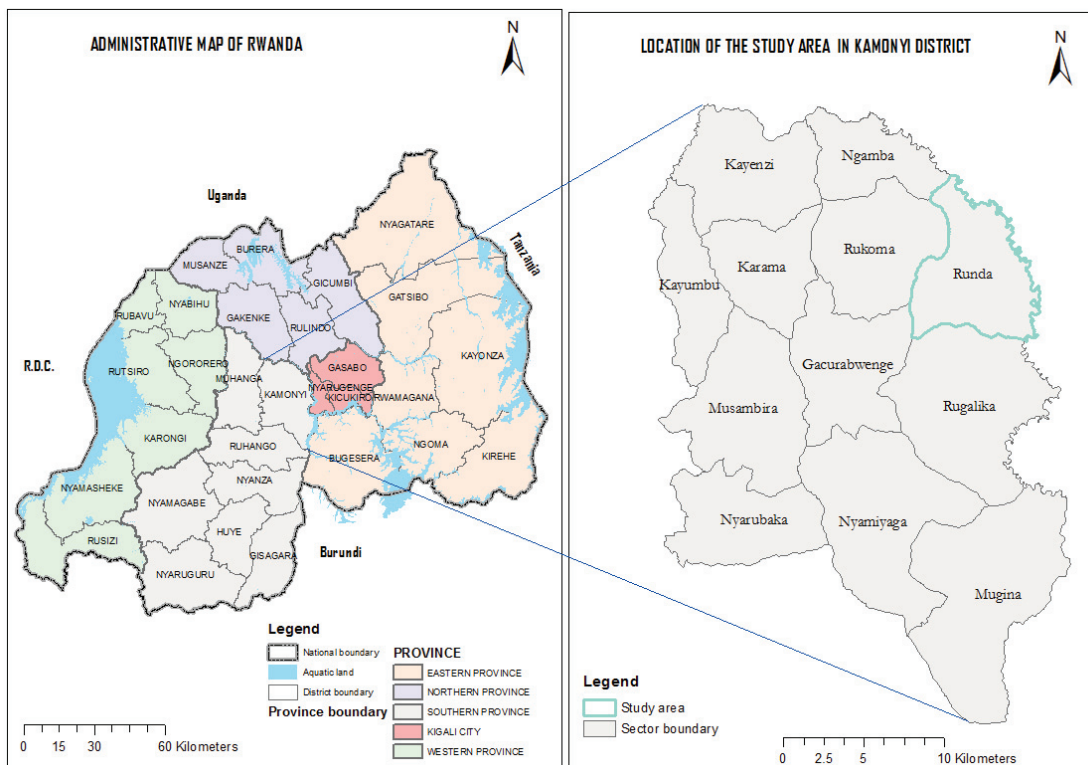 ADMINISTRATIVE MAP OF RWANDA
N
Uganda
NYAGATARE
Tanzania
BURERA
MUSANZE
GICUMBI
GATSIBO
NYABIHU
RUBAVU
GAKENKE
RULINDO
KAYONZA
NGORORERO
R.D.C.
RUTSIRO
GASABO
MUHANGA
KAMONYI
NYARUGENGE
KICUKIRO
RWAMAGANA
KARONGI
RUHANGO
NGOMA
BUGESERA
KIREHE
NYANZA
NYAMASHEKE
NYAMAGABE
HUYE
RUSIZI
GISAGARA
Burundi
NYARUGURU
Legend
National boundary
Aquatic land
District boundary
Province boundary
PROVINCE
EASTERN PROVINCE
NORTHERN PROVINCE
SOUTHERN PROVINCE
KIGALI CITY
WESTERN PROVINCE
0 15 30 60 Kilometers
LOCATION OF THE STUDY AREA IN KAMONYI DISTRICT
N
Kayenzi
Ngamba
Rukoma
Karama
Runda
Kayumbu
Gacurabwenge
Musambira
Rugalika
Nyarubaka
Nyamiyaga
Mugina
Legend
Study area
Sector boundary
0 2.5 5 10 Kilometers